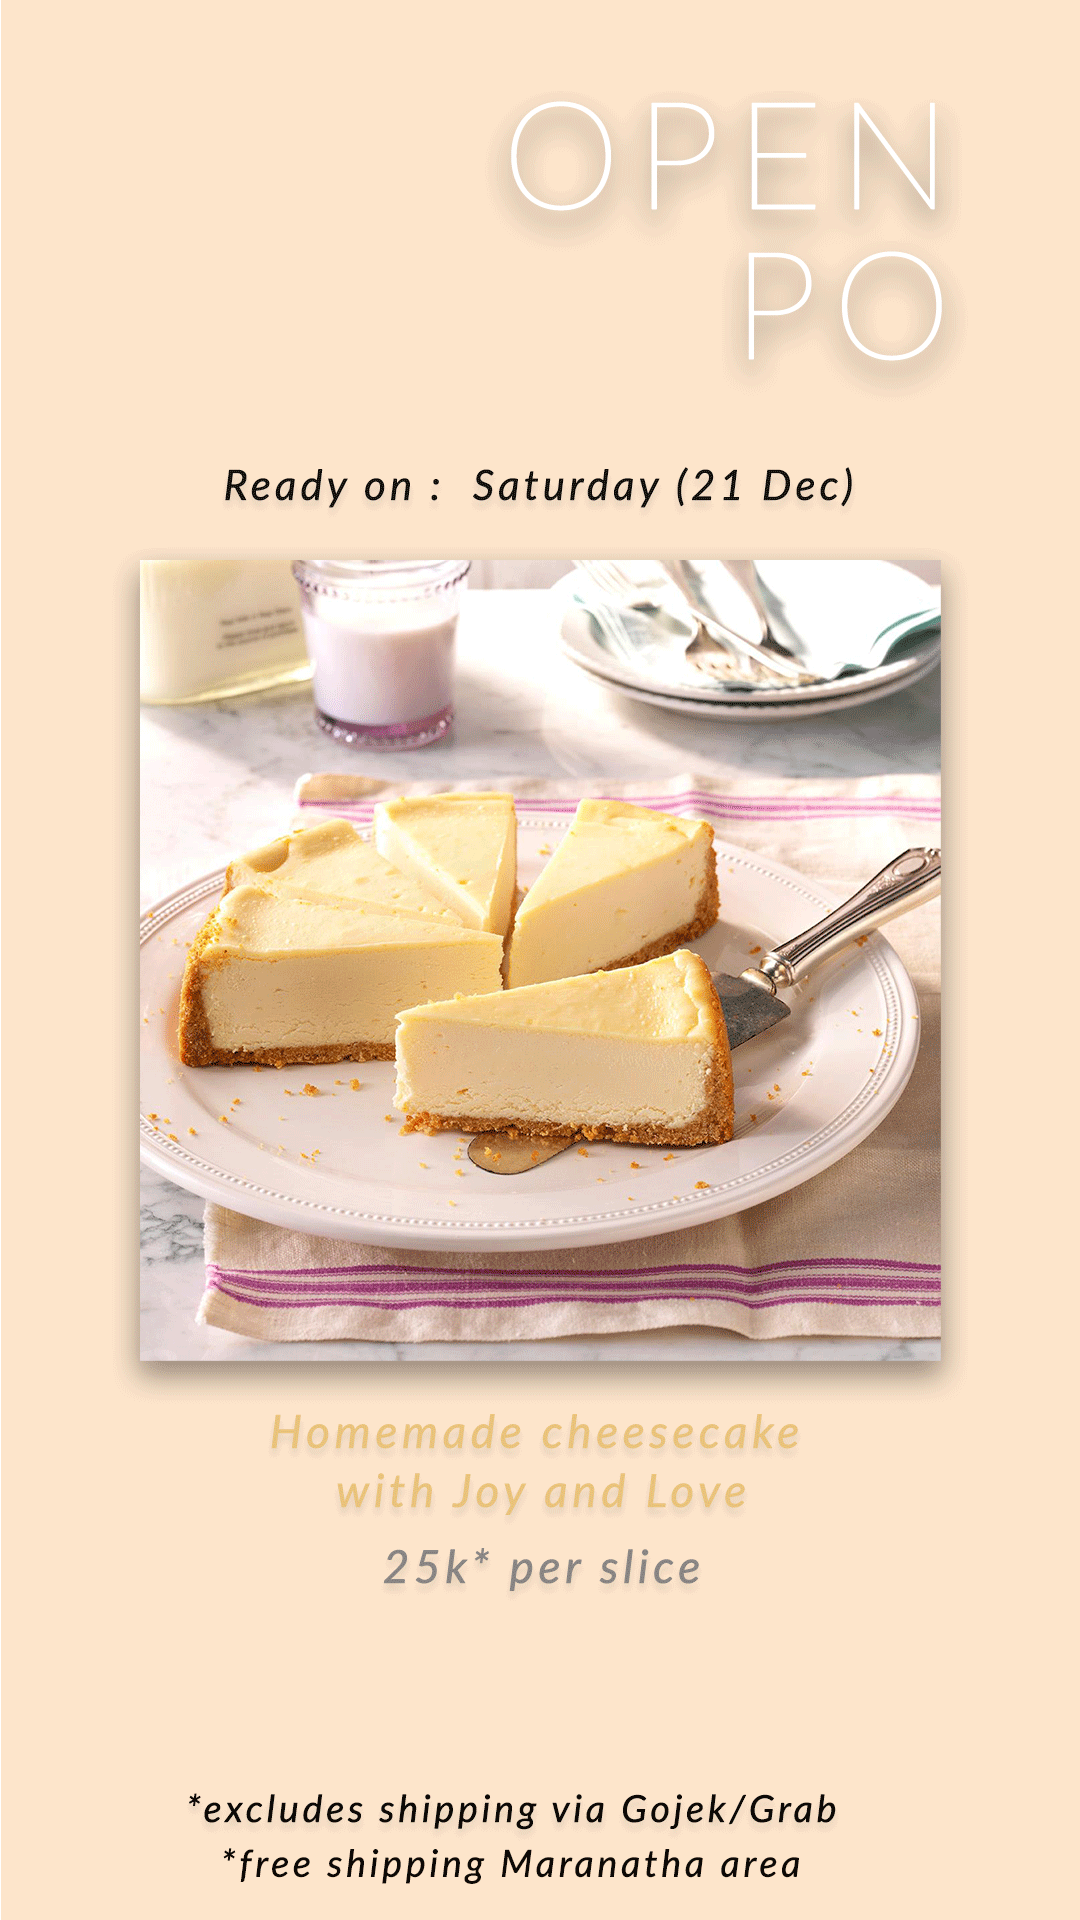 OPEN
PO
Ready on : Saturday (21 Dec)
Homemade cheesecake
with Joy and Love
25k* per slice
*excludes shipping via Gojek/Grab
*free shipping Maranatha area